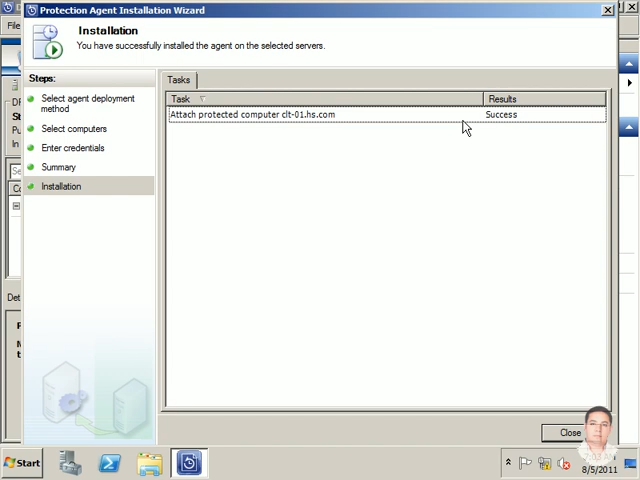 Protection Agent Installation Wizard
Installation
You have successfully installed the agent on the selected servers.
Steps:
Select agent deployment
method
Select computers
Enter credentials
Summary
Installation
Tasks
Task
Results
Attach protected computer clt-01.hs.com
Success
Close
Start
8/5/2011